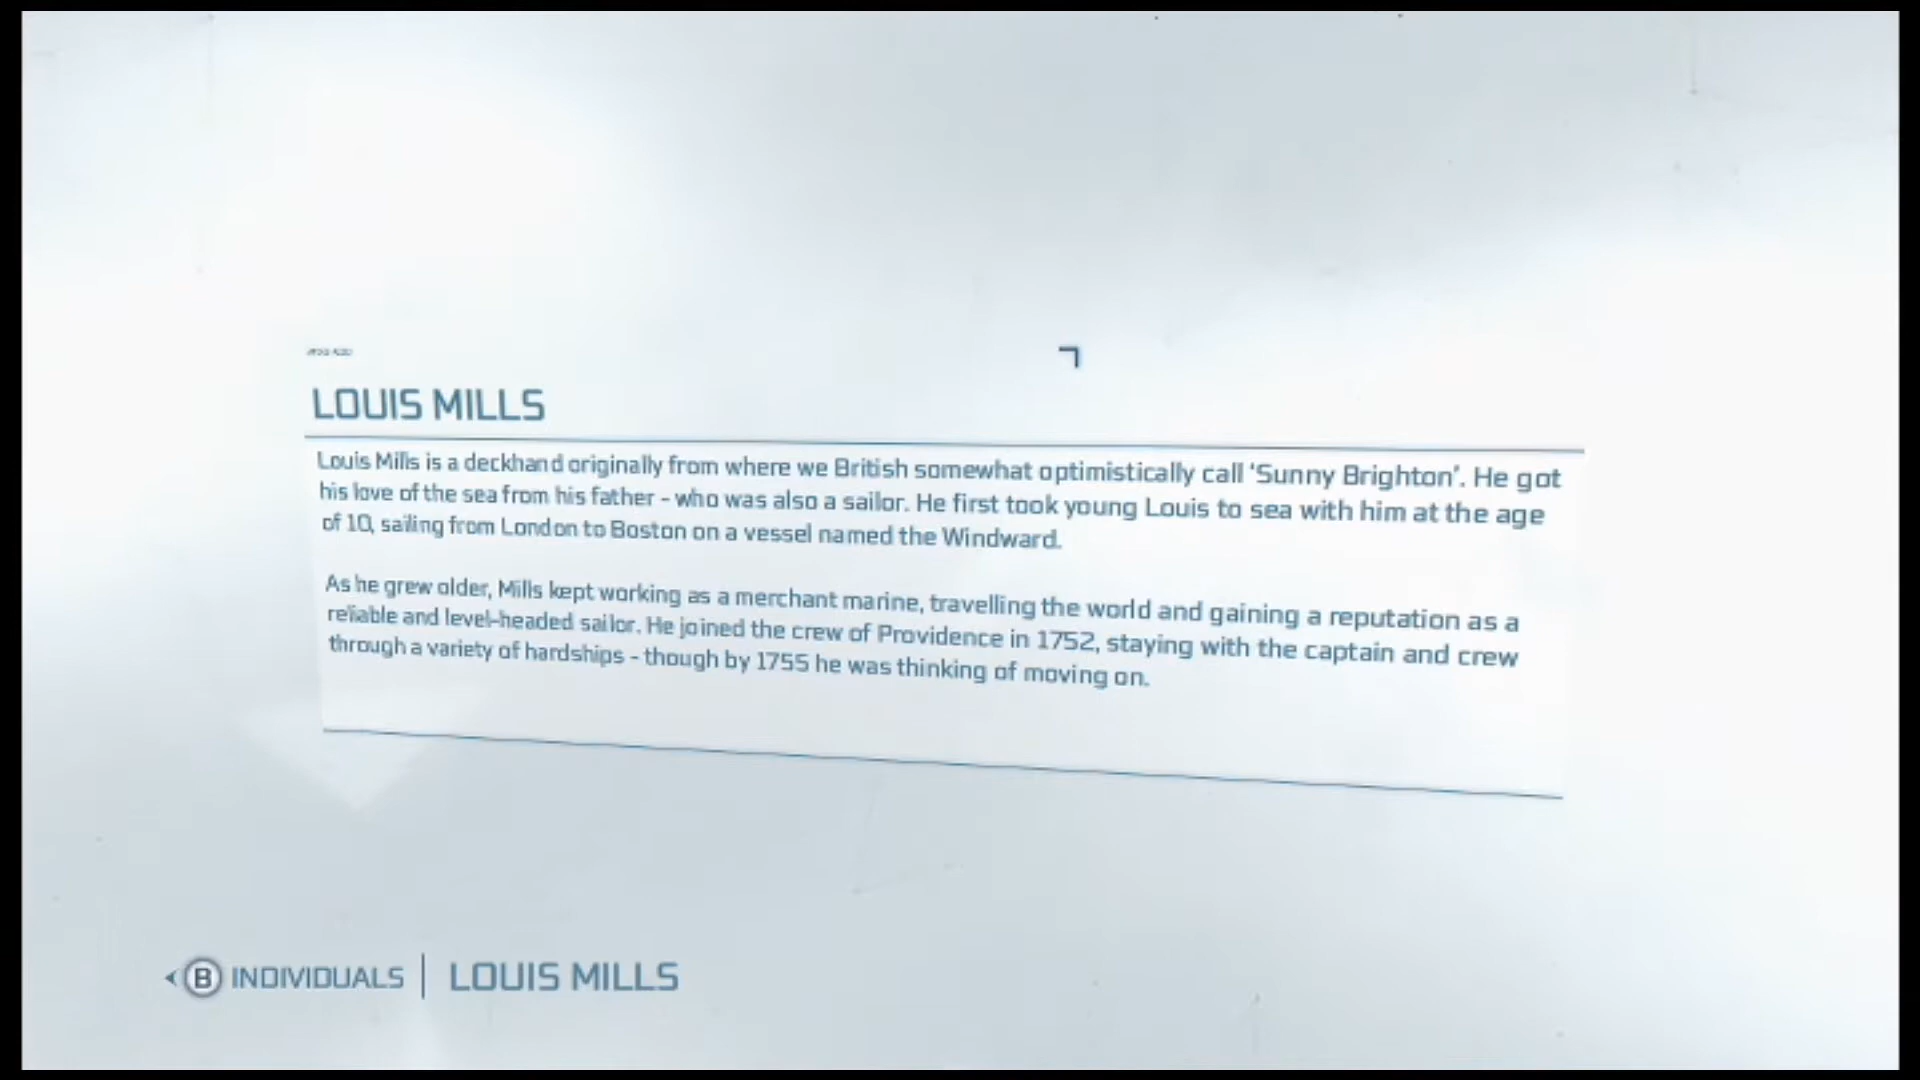 LOUIS MILLS
Louis Mills is a deckhand originally from where we British somewhat optimistically call 'Sunny Brighton'. He got
his love of the sea from his father - who was also a sailor. He first took young Louis to sea with him at the age
of 10, sailing from London to Boston on a vessel named the Windward.
As he grew older, Mills kept working as a merchant marine, travelling the world and gaining a reputation as a
reliable and level-headed sailor. He joined the crew of Providence in 1752, staying with the captain and crew
through a variety of hardships - though by 1755 he was thinking of moving on.
B INDIVIDUALS | LOUIS MILLS